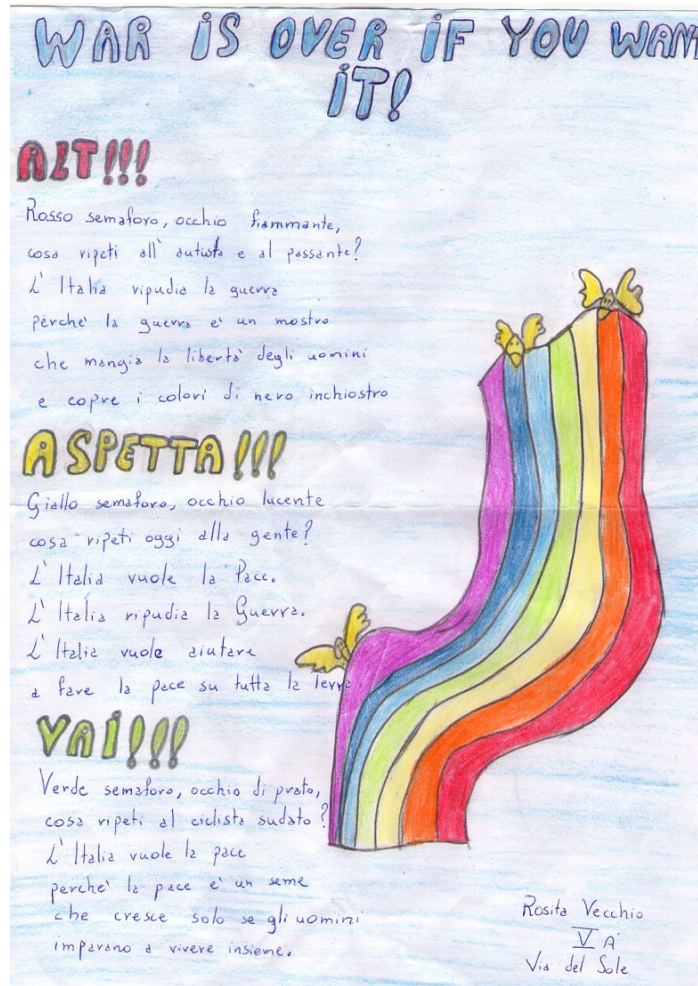 WAR IS OVER IF YOU WAN
IT!
ALT!!!
Rosso semaforo, occhio fiammante,
cosa ripeti all' autista e al passante?
L' Italia ripudia la guerra
perche' la guerra e' un mostro
che mangia la liberta' degli uomini
e copre i colori di nero inchiostro
ASPETTA!!!
Giallo semaforo, occhio lucente
cosa ripeti oggi alla gente?
L' Italia vuole la Pace.
L' Italia ripudia la Guerra.
L' Italia vuole aiutare
a fare la pace su tutta la Terra.
VAI!!!
Verde semaforo, occhio di prato,
cosa ripeti al ciclista sudato?
L' Italia vuole la pace
perche' la pace e' un seme
che cresce solo se gli uomini
imparano a vivere insieme.
Rosita Vecchio
V A
Via del Sole